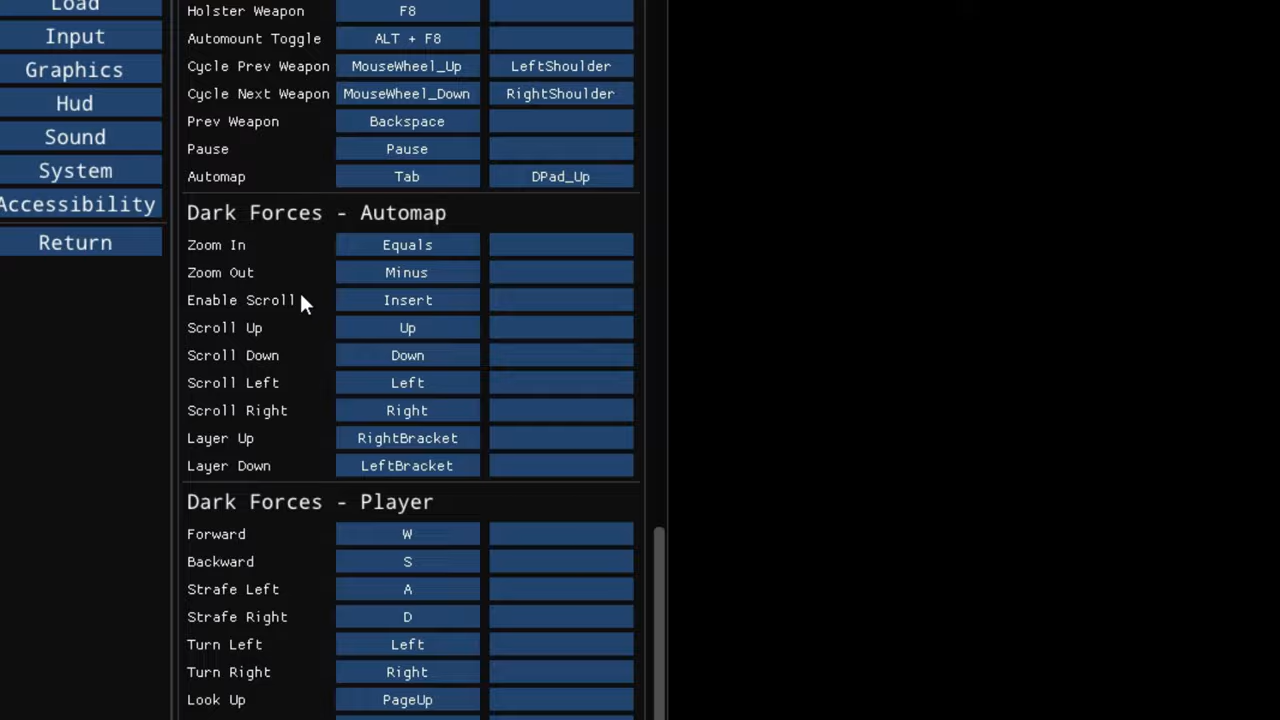 Load
Input
Graphics
Hud
Sound
System
Accessibility
Return
Holster Weapon F8
Automount Toggle ALT + F8
Cycle Prev Weapon MouseWheel_Up LeftShoulder
Cycle Next Weapon MouseWheel_Down RightShoulder
Prev Weapon Backspace
Pause Pause
Automap Tab DPad_Up
Dark Forces - Automap
Zoom In Equals
Zoom Out Minus
Enable Scroll Insert
Scroll Up Up
Scroll Down Down
Scroll Left Left
Scroll Right Right
Layer Up RightBracket
Layer Down LeftBracket
Dark Forces - Player
Forward W
Backward S
Strafe Left A
Strafe Right D
Turn Left Left
Turn Right Right
Look Up PageUp